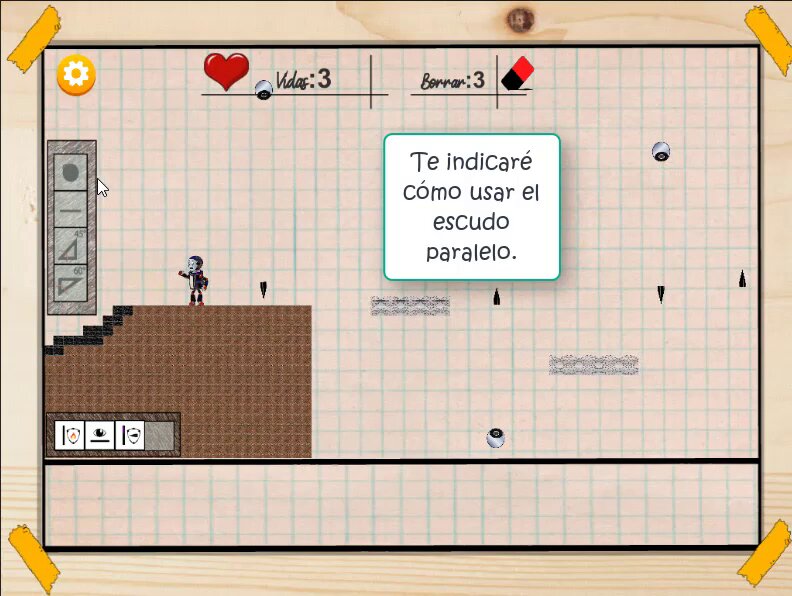 Vidas:3
Borrar:3
Te indicaré
cómo usar el
escudo
paralelo.
45°
60°